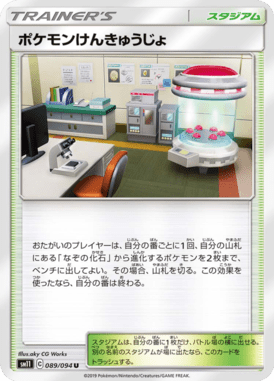 TRAINER'S
スタジアム
ポケモンけんきゅうじょ
おたがいのプレイヤーは、自分の番ごとに1回、自分の山札
にある「なぞの化石」から進化するポケモンを2枚まで、
ベンチに出してよい。その場合、山札を切る。この効果を
使ったなら、自分の番は終わる。
Illus.aky CG Works
sm11 C 089/094 U
スタジアムは、自分の番に1枚だけ、バトル場の横に出せる。
別の名前のスタジアムが場に出たなら、このカードを
トラッシュする。
©2019 Pokémon/Nintendo/Creatures/GAME FREAK.